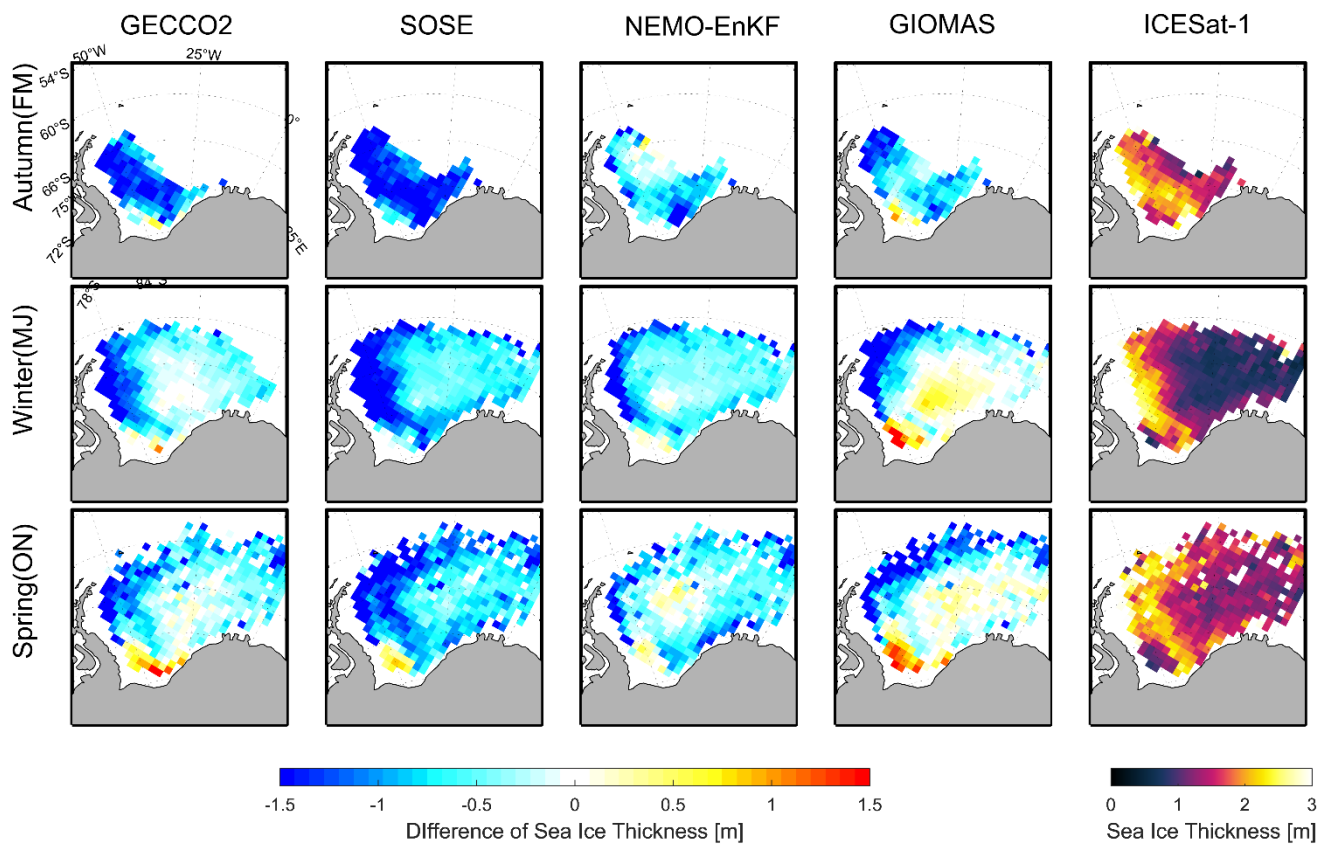 GECCO2 SOSE NEMO-EnKF GIOMAS ICESat-1
Autumn(FM)
50°W 25°W
54°S
60°S 0°
66°S
75°W
72°S 25°E
Winter(MJ)
78°S 84°S
Spring(ON)
-1.5 -1 -0.5 0 0.5 1 1.5
DIfference of Sea Ice Thickness [m]
0 1 2 3
Sea Ice Thickness [m]